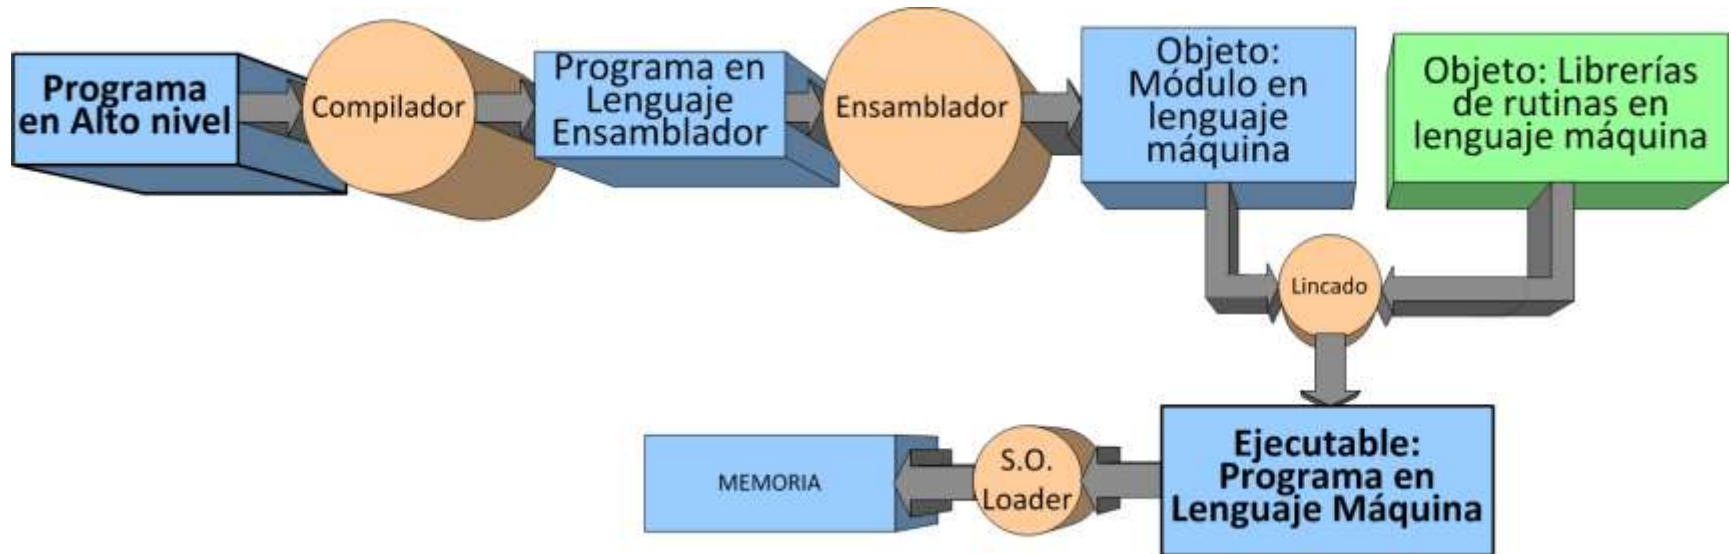 Programa
en Alto nivel
Compilador
Programa en
Lenguaje
Ensamblador
Ensamblador
Objeto:
Módulo en
lenguaje
máquina
Objeto: Librerías
de rutinas en
lenguaje máquina
Lincado
Ejecutable:
Programa en
Lenguaje Máquina
S.O.
Loader
MEMORIA